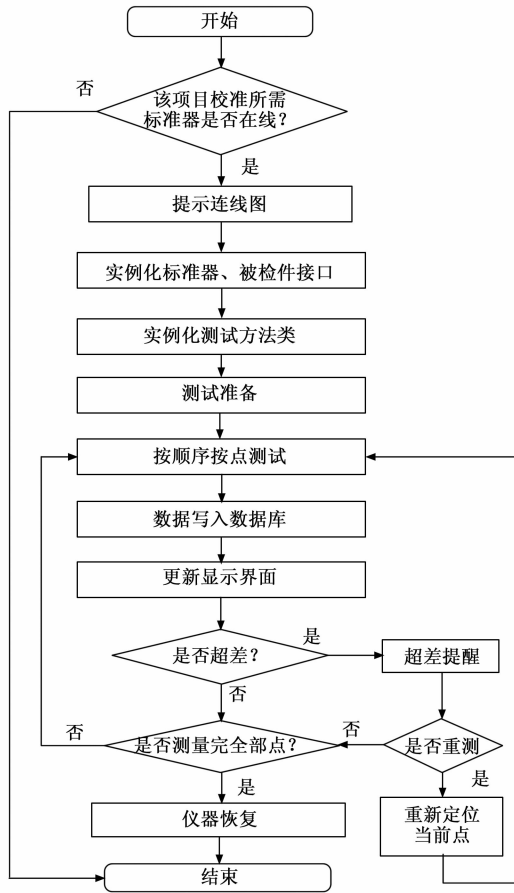 开始
否
该项目校准所需
标准器是否在线？
是
提示连线图
实例化标准器、被检件接口
实例化测试方法类
测试准备
按顺序按点测试
数据写入数据库
更新显示界面
是否超差？
是
超差提醒
否
否
是否测量完全部点？
否
是否重测
是
是
仪器恢复
重新定位
当前点
结束